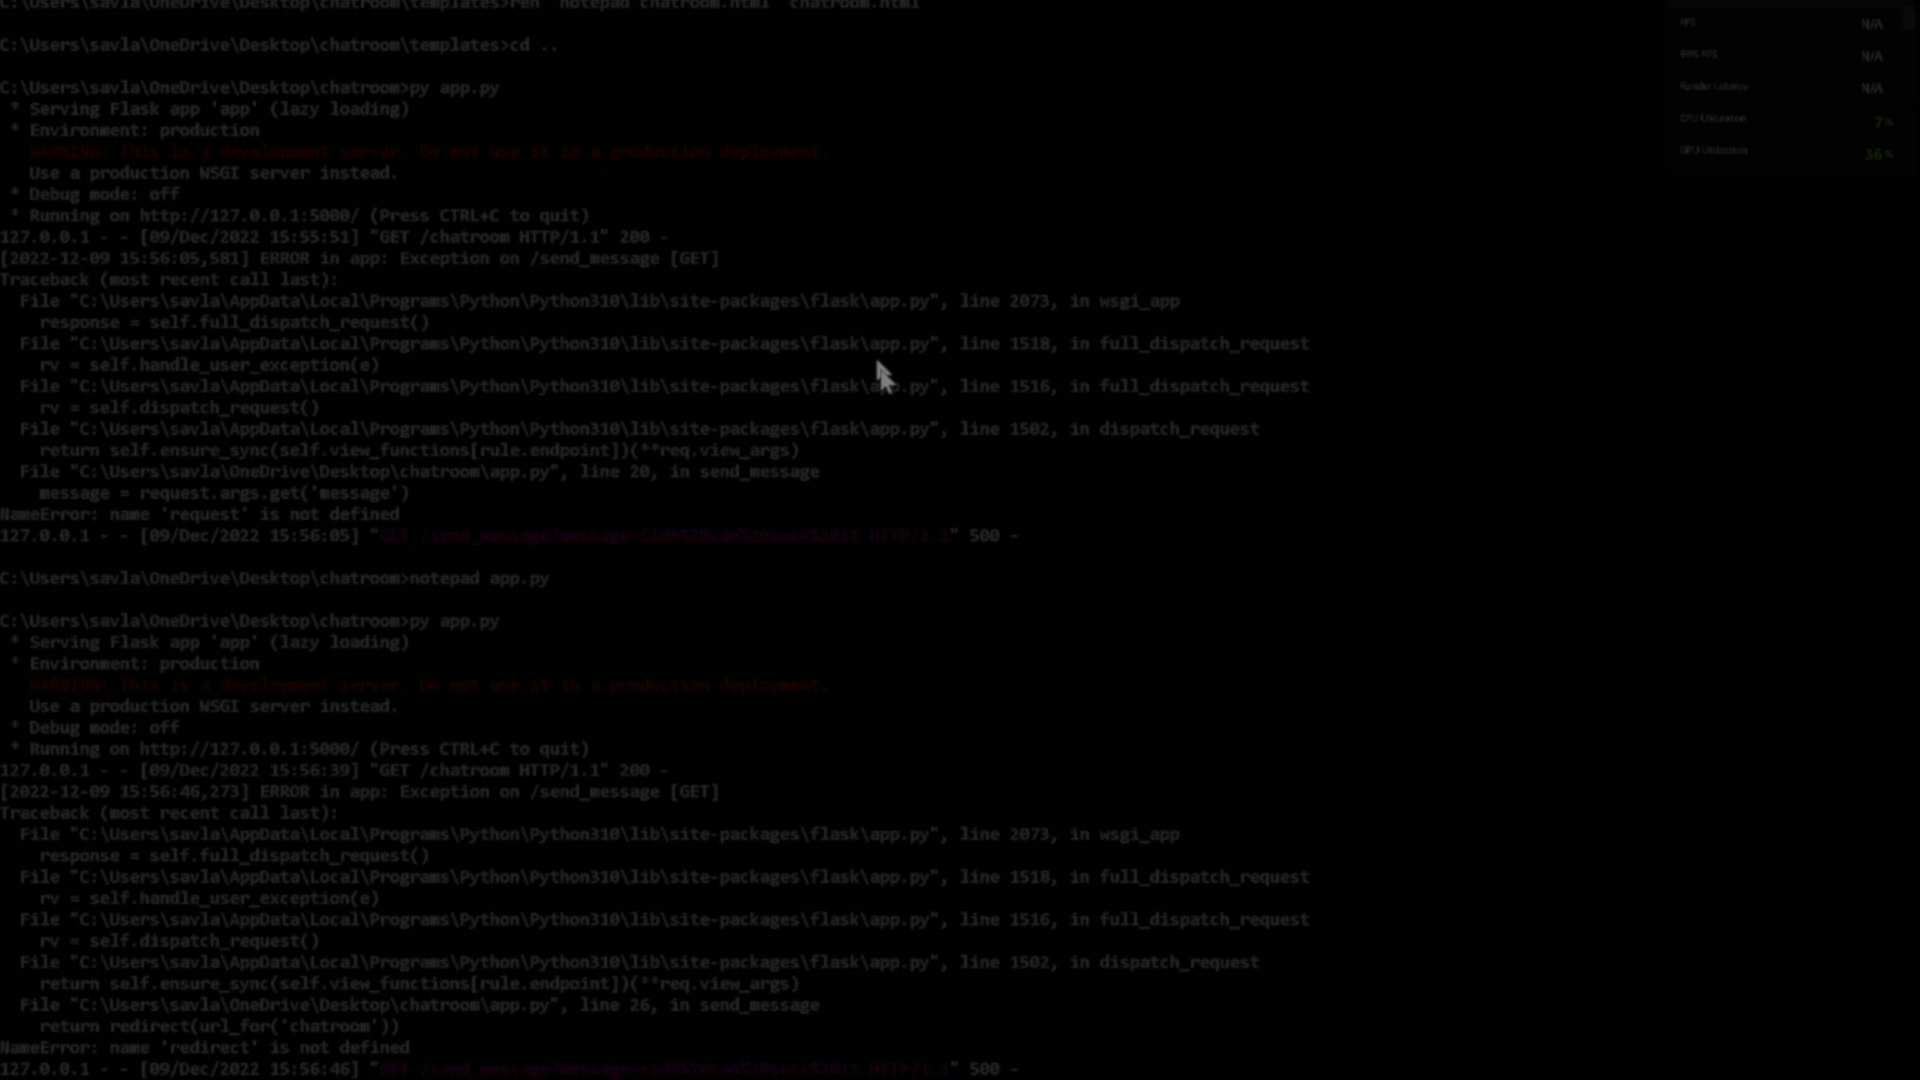 C:\Users\savla\OneDrive\Desktop\chatroom\templates>ren "notepad chatroom.html" "chatroom.html"
C:\Users\savla\OneDrive\Desktop\chatroom\templates>cd ..
C:\Users\savla\OneDrive\Desktop\chatroom>py app.py
* Serving Flask app 'app' (lazy loading)
* Environment: production
WARNING: This is a development server. Do not use it in a production deployment.
Use a production WSGI server instead.
* Debug mode: off
* Running on http://127.0.0.1:5000/ (Press CTRL+C to quit)
127.0.0.1 - - [09/Dec/2022 15:55:51] "GET /chatroom HTTP/1.1" 200 -
[2022-12-09 15:56:05,581] ERROR in app: Exception on /send_message [GET]
Traceback (most recent call last):
File "C:\Users\savla\AppData\Local\Programs\Python\Python310\lib\site-packages\flask\app.py", line 2073, in wsgi_app
response = self.full_dispatch_request()
File "C:\Users\savla\AppData\Local\Programs\Python\Python310\lib\site-packages\flask\app.py", line 1518, in full_dispatch_request
rv = self.handle_user_exception(e)
File "C:\Users\savla\AppData\Local\Programs\Python\Python310\lib\site-packages\flask\app.py", line 1516, in full_dispatch_request
rv = self.dispatch_request()
File "C:\Users\savla\AppData\Local\Programs\Python\Python310\lib\site-packages\flask\app.py", line 1502, in dispatch_request
return self.ensure_sync(self.view_functions[rule.endpoint])(**req.view_args)
File "C:\Users\savla\OneDrive\Desktop\chatroom\app.py", line 20, in send_message
message = request.args.get('message')
NameError: name 'request' is not defined
127.0.0.1 - - [09/Dec/2022 15:56:05] "GET /send_message?message=Sidh%20can%20suck%20it HTTP/1.1" 500 -
C:\Users\savla\OneDrive\Desktop\chatroom>notepad app.py
C:\Users\savla\OneDrive\Desktop\chatroom>py app.py
* Serving Flask app 'app' (lazy loading)
* Environment: production
WARNING: This is a development server. Do not use it in a production deployment.
Use a production WSGI server instead.
* Debug mode: off
* Running on http://127.0.0.1:5000/ (Press CTRL+C to quit)
127.0.0.1 - - [09/Dec/2022 15:56:39] "GET /chatroom HTTP/1.1" 200 -
[2022-12-09 15:56:46,273] ERROR in app: Exception on /send_message [GET]
Traceback (most recent call last):
File "C:\Users\savla\AppData\Local\Programs\Python\Python310\lib\site-packages\flask\app.py", line 2073, in wsgi_app
response = self.full_dispatch_request()
File "C:\Users\savla\AppData\Local\Programs\Python\Python310\lib\site-packages\flask\app.py", line 1518, in full_dispatch_request
rv = self.handle_user_exception(e)
File "C:\Users\savla\AppData\Local\Programs\Python\Python310\lib\site-packages\flask\app.py", line 1516, in full_dispatch_request
rv = self.dispatch_request()
File "C:\Users\savla\AppData\Local\Programs\Python\Python310\lib\site-packages\flask\app.py", line 1502, in dispatch_request
return self.ensure_sync(self.view_functions[rule.endpoint])(**req.view_args)
File "C:\Users\savla\OneDrive\Desktop\chatroom\app.py", line 26, in send_message
return redirect(url_for('chatroom'))
NameError: name 'redirect' is not defined
127.0.0.1 - - [09/Dec/2022 15:56:46] "GET /send_message?message=sidh%20can%20suck%20it HTTP/1.1" 500 -
FPS N/A
99% FPS N/A
Render Latency N/A
CPU Utilization 7%
GPU Utilization 36%